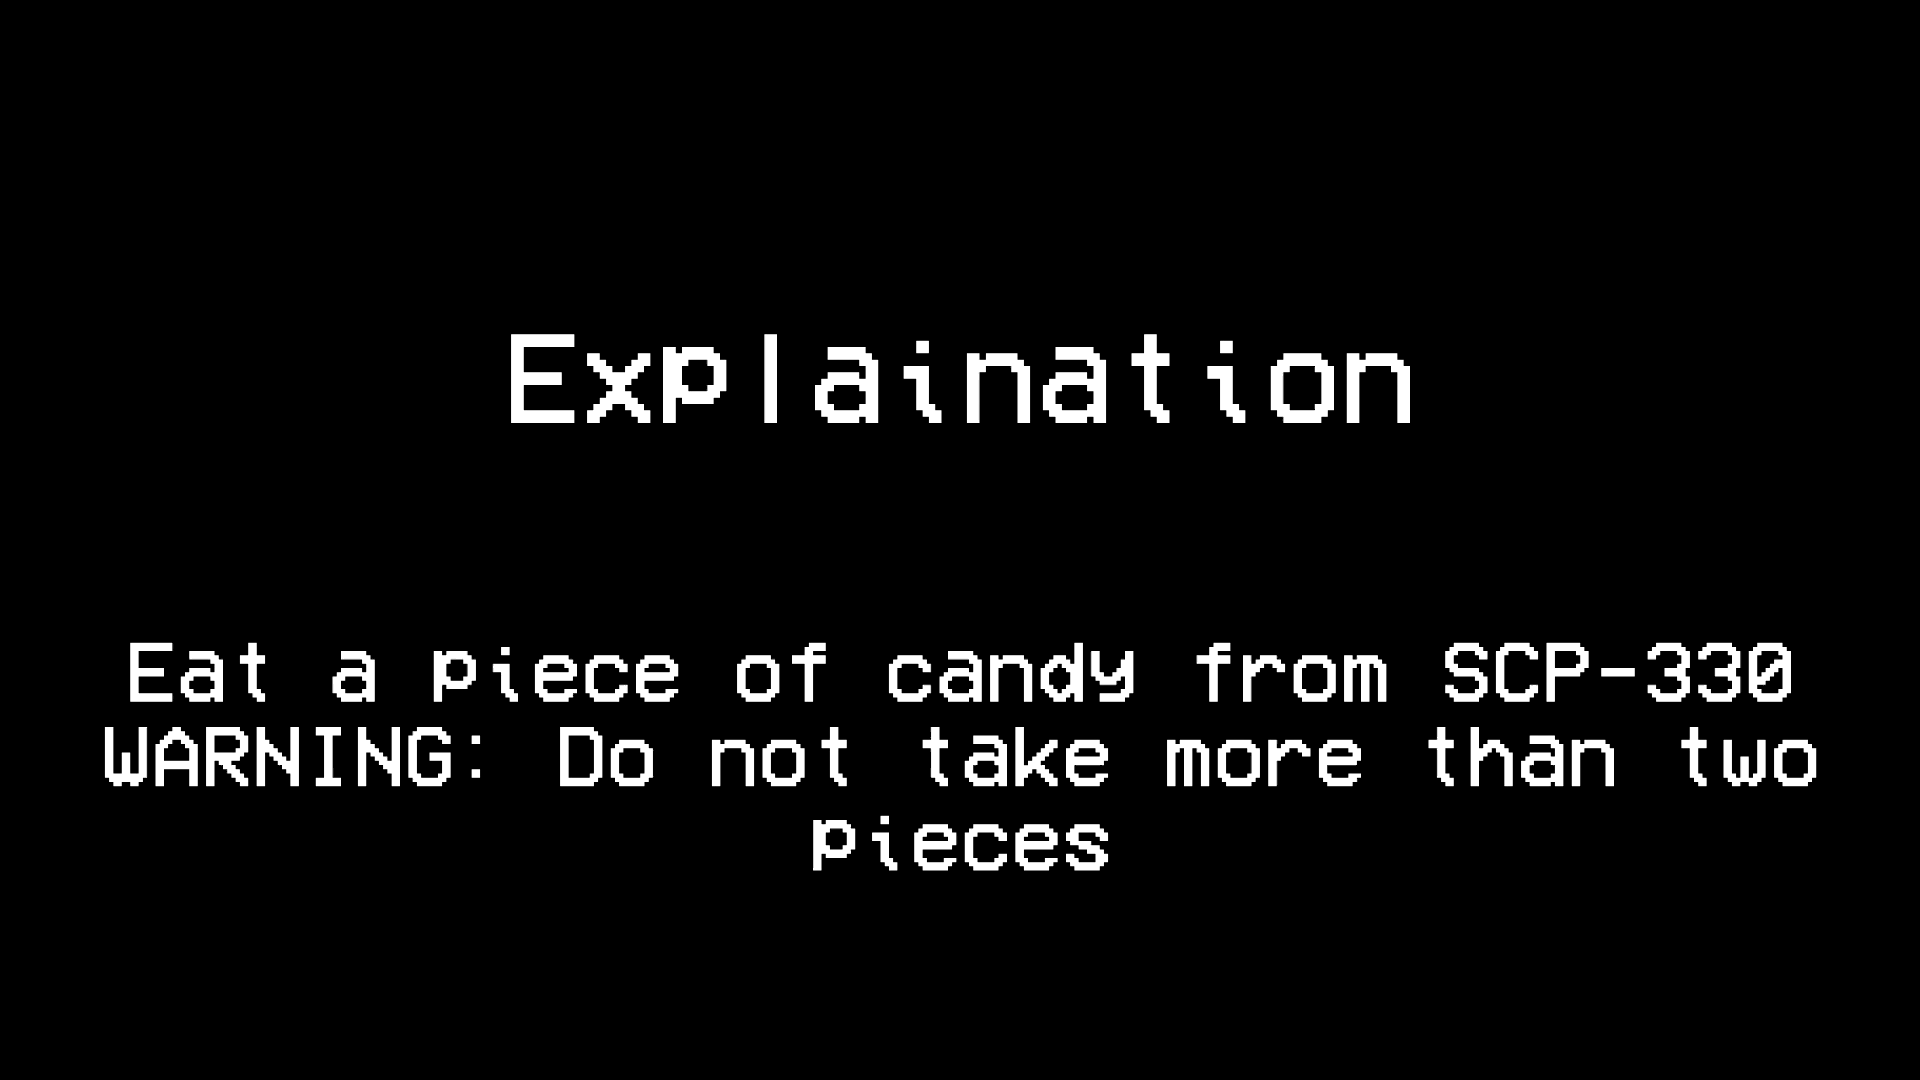 Explaination
Eat a piece of candy from SCP-330
WARNING: Do not take more than two
pieces